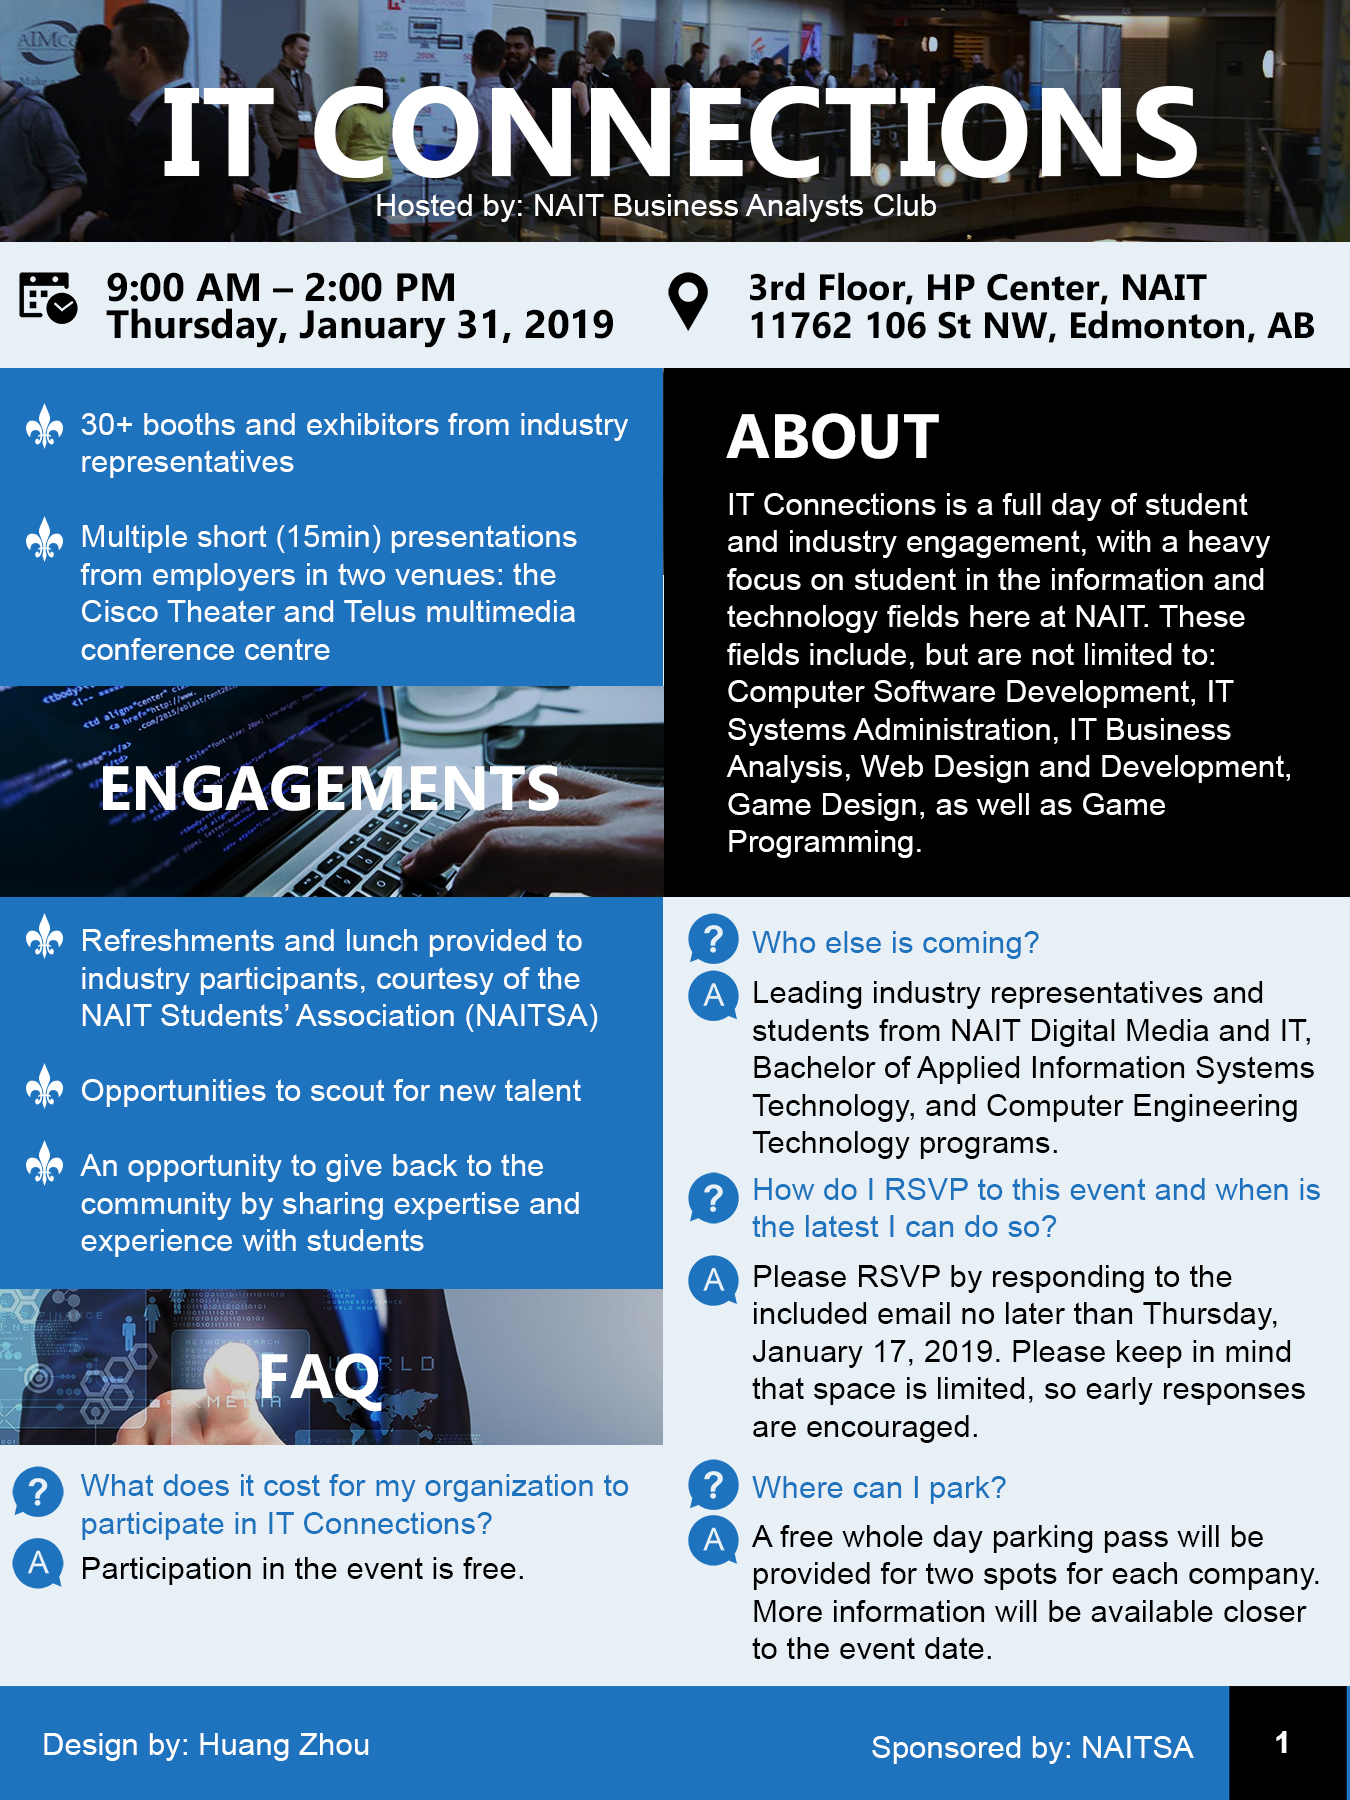 AIMCo
IT CONNECTIONS
Hosted by: NAIT Business Analysts Club
9:00 AM – 2:00 PM
Thursday, January 31, 2019
3rd Floor, HP Center, NAIT
11762 106 St NW, Edmonton, AB
30+ booths and exhibitors from industry
representatives
Multiple short (15min) presentations
from employers in two venues: the
Cisco Theater and Telus multimedia
conference centre
ENGAGEMENTS
Refreshments and lunch provided to
industry participants, courtesy of the
NAIT Students’ Association (NAITSA)
Opportunities to scout for new talent
An opportunity to give back to the
community by sharing expertise and
experience with students
FAQ
? What does it cost for my organization to
participate in IT Connections?
A Participation in the event is free.
ABOUT
IT Connections is a full day of student
and industry engagement, with a heavy
focus on student in the information and
technology fields here at NAIT. These
fields include, but are not limited to:
Computer Software Development, IT
Systems Administration, IT Business
Analysis, Web Design and Development,
Game Design, as well as Game
Programming.
? Who else is coming?
A Leading industry representatives and
students from NAIT Digital Media and IT,
Bachelor of Applied Information Systems
Technology, and Computer Engineering
Technology programs.
? How do I RSVP to this event and when is
the latest I can do so?
A Please RSVP by responding to the
included email no later than Thursday,
January 17, 2019. Please keep in mind
that space is limited, so early responses
are encouraged.
? Where can I park?
A A free whole day parking pass will be
provided for two spots for each company.
More information will be available closer
to the event date.
Design by: Huang Zhou
Sponsored by: NAITSA
1